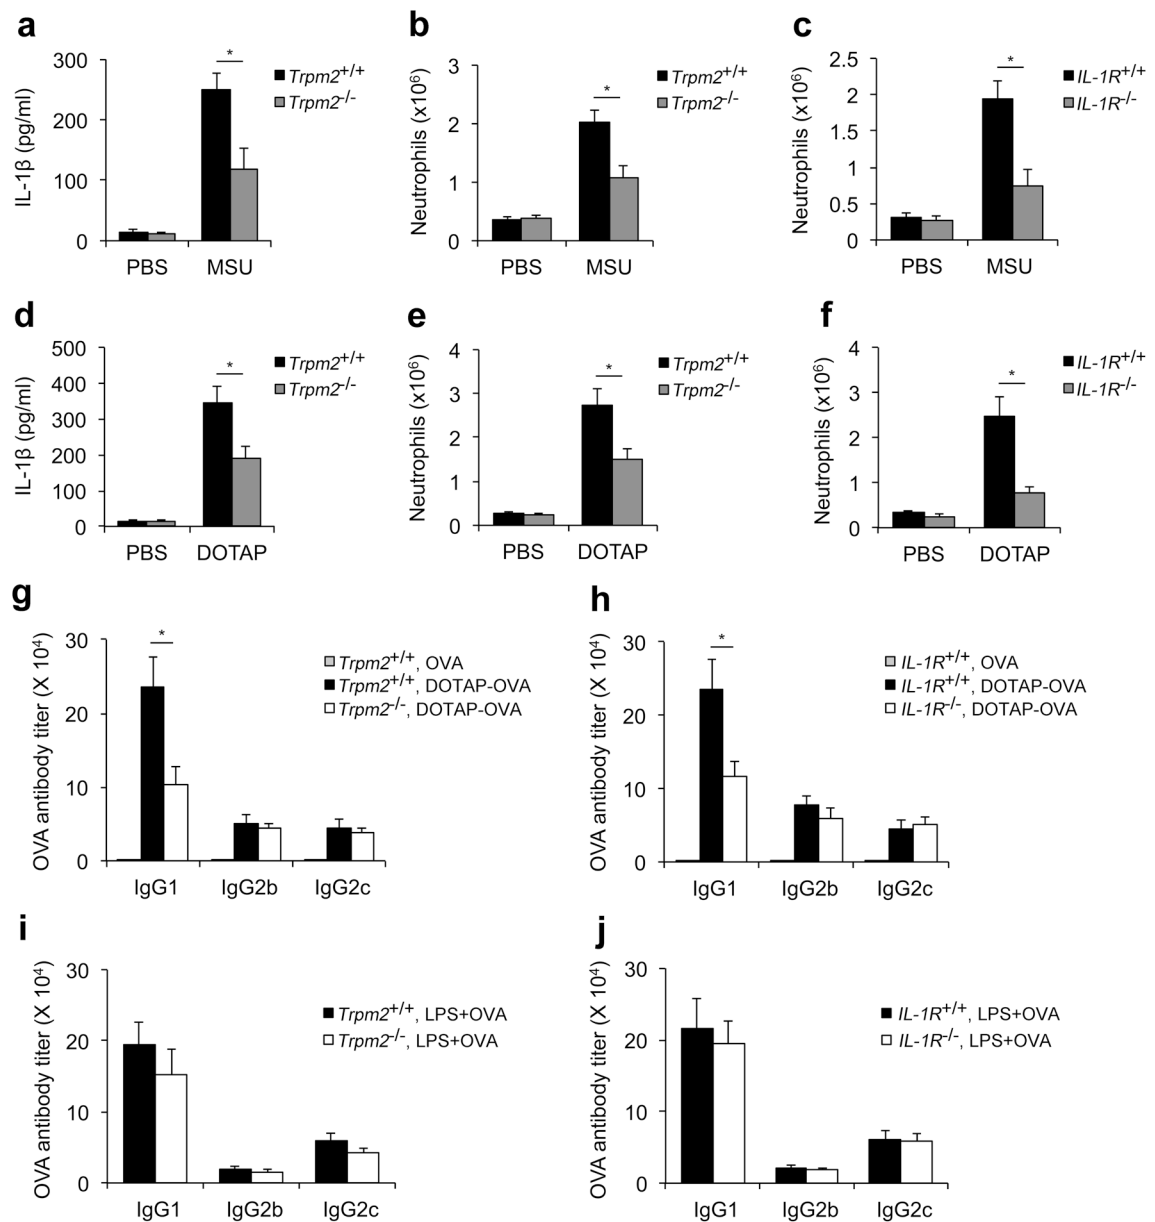 a
IL-1β (pg/ml)
300
200
100
0
*
PBS
MSU
Trpm2+/+
Trpm2-/-
b
Neutrophils (x10⁶)
3
2
1
0
*
PBS
MSU
Trpm2+/+
Trpm2-/-
c
Neutrophils (x10⁶)
2.5
2
1.5
1
0.5
0
*
PBS
MSU
IL-1R+/+
IL-1R-/-
d
IL-1β (pg/ml)
500
400
300
200
100
0
*
PBS
DOTAP
Trpm2+/+
Trpm2-/-
e
Neutrophils (x10⁶)
4
3
2
1
0
*
PBS
DOTAP
Trpm2+/+
Trpm2-/-
f
Neutrophils (x10⁶)
4
3
2
1
0
*
PBS
DOTAP
IL-1R+/+
IL-1R-/-
g
OVA antibody titer (X 10⁴)
30
20
10
0
*
IgG1
IgG2b
IgG2c
Trpm2+/+, OVA
Trpm2+/+, DOTAP-OVA
Trpm2-/-, DOTAP-OVA
h
OVA antibody titer (X 10⁴)
30
20
10
0
*
IgG1
IgG2b
IgG2c
IL-1R+/+, OVA
IL-1R+/+, DOTAP-OVA
IL-1R-/-, DOTAP-OVA
i
OVA antibody titer (X 10⁴)
30
20
10
0
IgG1
IgG2b
IgG2c
Trpm2+/+, LPS+OVA
Trpm2-/-, LPS+OVA
j
OVA antibody titer (X 10⁴)
30
20
10
0
IgG1
IgG2b
IgG2c
IL-1R+/+, LPS+OVA
IL-1R-/-, LPS+OVA